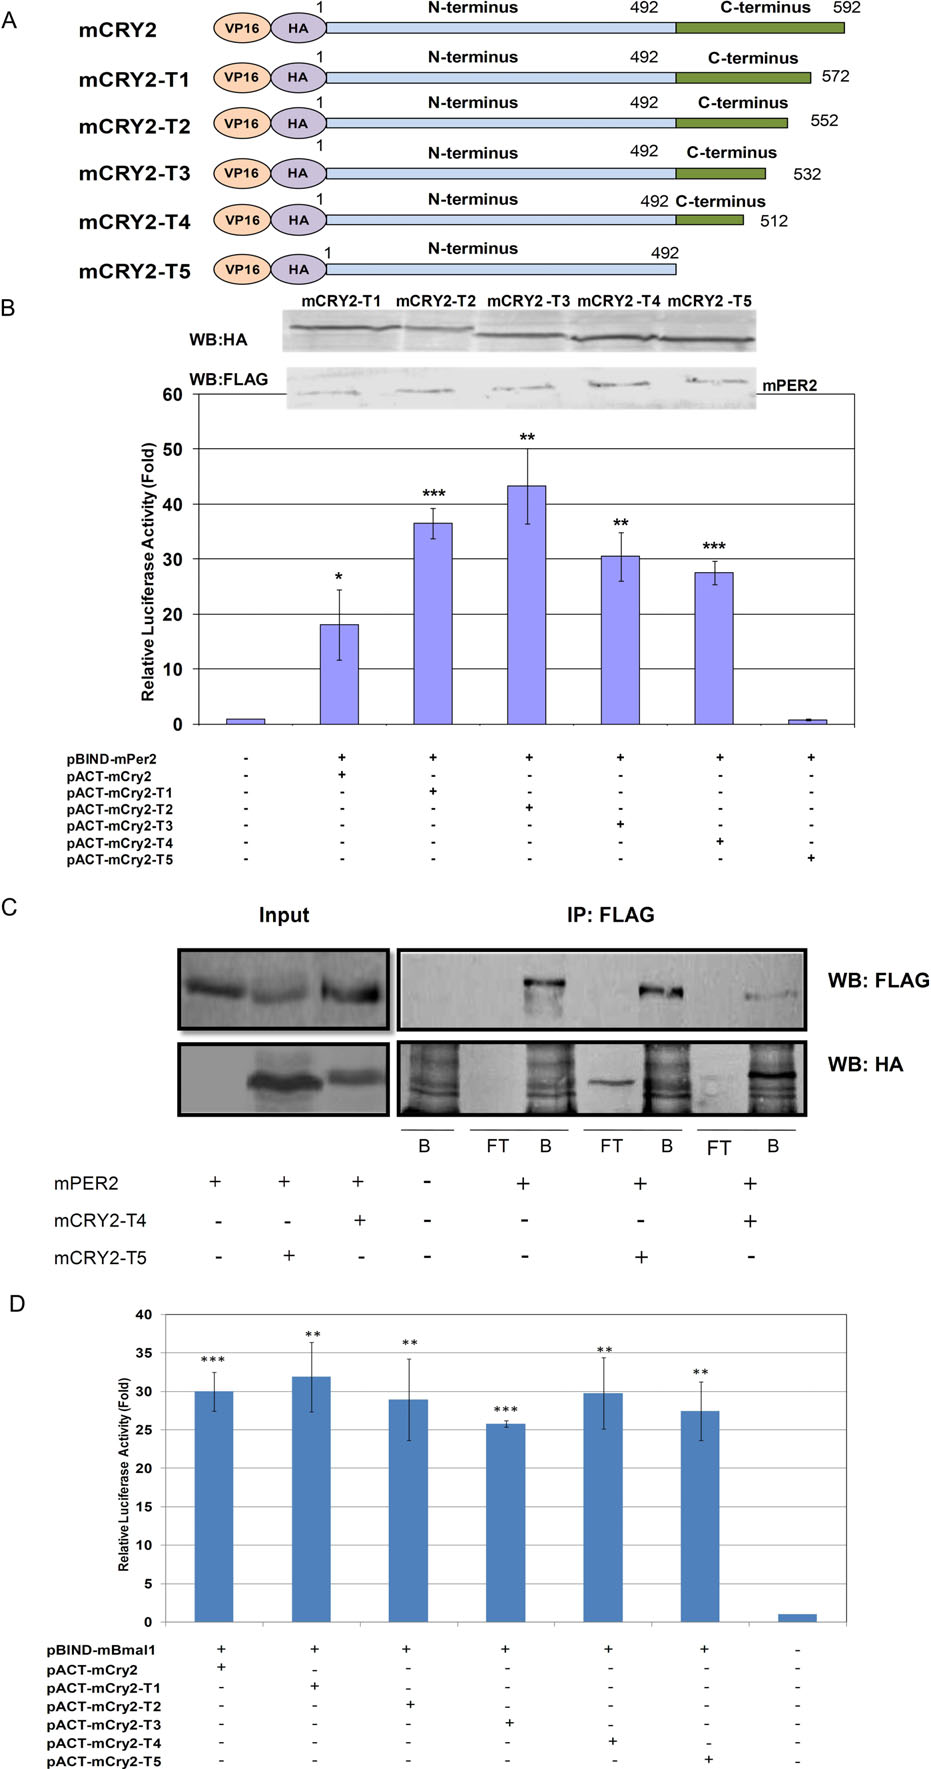 A
1 N-terminus 492 C-terminus 592
mCRY2 VP16 HA
1 N-terminus 492 C-terminus
mCRY2-T1 VP16 HA 572
1 N-terminus 492 C-terminus
mCRY2-T2 VP16 HA 552
1 N-terminus 492 C-terminus
mCRY2-T3 VP16 HA 532
1 N-terminus 492 C-terminus
mCRY2-T4 VP16 HA 512
1 N-terminus 492
mCRY2-T5 VP16 HA
B
mCRY2-T1 mCRY2-T2 mCRY2 -T3 mCRY2 -T4 mCRY2 -T5
WB:HA
WB:FLAG mPER2
Relative Luciferase Activity (Fold)
60
50
40
30
20
10
0
* *** ** ** ***
pBIND-mPer2 - + + + + + +
pACT-mCry2 - + - - - - -
pACT-mCry2-T1 - - + - - - -
pACT-mCry2-T2 - - - + - - -
pACT-mCry2-T3 - - - - + - -
pACT-mCry2-T4 - - - - - + -
pACT-mCry2-T5 - - - - - - +
C
Input IP: FLAG
WB: FLAG
WB: HA
B FT B FT B FT B
mPER2 + + + - + + +
mCRY2-T4 - - + - - - +
mCRY2-T5 - + - - - + -
D
Relative Luciferase Activity (Fold)
40
35
30
25
20
15
10
5
0
*** ** ** *** ** **
pBIND-mBmal1 + + + + + + -
pACT-mCry2 + - - - - - -
pACT-mCry2-T1 - + - - - - -
pACT-mCry2-T2 - - + - - - -
pACT-mCry2-T3 - - - + - - -
pACT-mCry2-T4 - - - - + - -
pACT-mCry2-T5 - - - - - + -